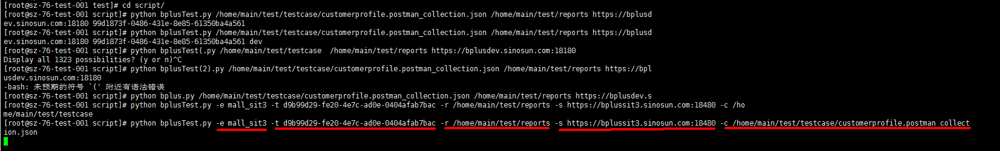 [root@sz-76-test-001 test]# cd script/
[root@sz-76-test-001 script]# python bplusTest.py /home/main/test/testcase/customerprofile.postman_collection.json /home/main/test/reports https://bplusd
ev.sinosun.com:18180 99d1873f-0486-431e-8e85-61350ba4a561
[root@sz-76-test-001 script]# python bplusTest.py /home/main/test/testcase/customerprofile.postman_collection.json /home/main/test/reports https://bplusd
ev.sinosun.com:18180 99d1873f-0486-431e-8e85-61350ba4a561 dev
[root@sz-76-test-001 script]# python bplusTest(.py /home/main/test/testcase  /home/main/test/reports https://bplusdev.sinosun.com:18180
Display all 1323 possibilities? (y or n)^C
[root@sz-76-test-001 script]# python bplusTest(2).py /home/main/test/testcase/customerprofile.postman_collection.json /home/main/test/reports https://bpl
usdev.sinosun.com:18180
-bash: 未预期的符号 `(' 附近有语法错误
[root@sz-76-test-001 script]# python bplus.py /home/main/test/testcase/customerprofile.postman_collection.json /home/main/test/reports https://bplusdev.s
[root@sz-76-test-001 script]# python bplusTest.py -e mall_sit3 -t d9b99d29-fe20-4e7c-ad0e-0404afab7bac -r /home/main/test/reports -s https://bplussit3.sinosun.com:18480 -c /ho
me/main/test/testcase
[root@sz-76-test-001 script]# python bplusTest.py -e mall_sit3 -t d9b99d29-fe20-4e7c-ad0e-0404afab7bac -r /home/main/test/reports -s https://bplussit3.sinosun.com:18480 -c /home/main/test/testcase/customerprofile.postman_collect
ion.json